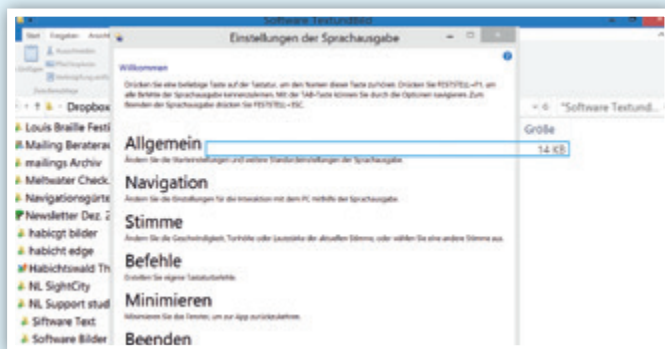 Software Textundbild
Start Freigeben Ansicht
Einstellungen der Sprachausgabe
Ausschneiden
Willkommen
Drücken Sie eine beliebige Taste auf der Tastatur, um den Namen dieser Taste zu hören. Drücken Sie FESTSTELL+F1, um
alle Befehle der Sprachausgabe kennenzulernen. Mit der TAB-Taste können Sie durch die Optionen navigieren. Zum
Beenden der Sprachausgabe drücken Sie FESTSTELL+ESC.
Dropbox
"Software Textund...
Größe
14 KB
Louis Braille Festi
Mailing Beratera
mailings Archiv
Meltwater Check.
Navigationsgürte
Newsletter Dez. 2
habicgt bilder
habicht edge
Habichtswald Th
NL SightCity
NL Support stud
Siftware Text
Software Bilder
Allgemein
Ändern Sie die Starteinstellungen und weitere Standardeinstellungen der Sprachausgabe.
Navigation
Ändern Sie die Einstellungen für die Interaktion mit dem PC mithilfe der Sprachausgabe.
Stimme
Ändern Sie die Geschwindigkeit, Tonhöhe oder Lautstärke der aktuellen Stimme, oder wählen Sie eine andere Stimme aus.
Befehle
Erstellen Sie eigene Tastaturbefehle.
Minimieren
Minimieren Sie das Fenster, um zur App zurückzukehren.
Beenden